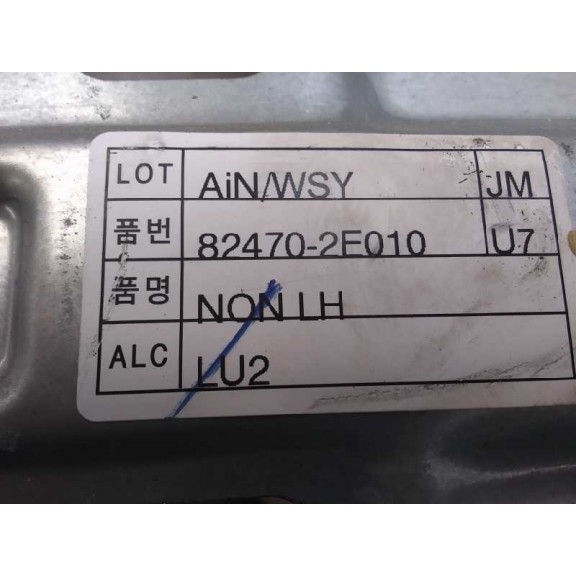 LOT AiN/WSY JM
품번 82470-2E010 U7
품명 NON LH
ALC LU2